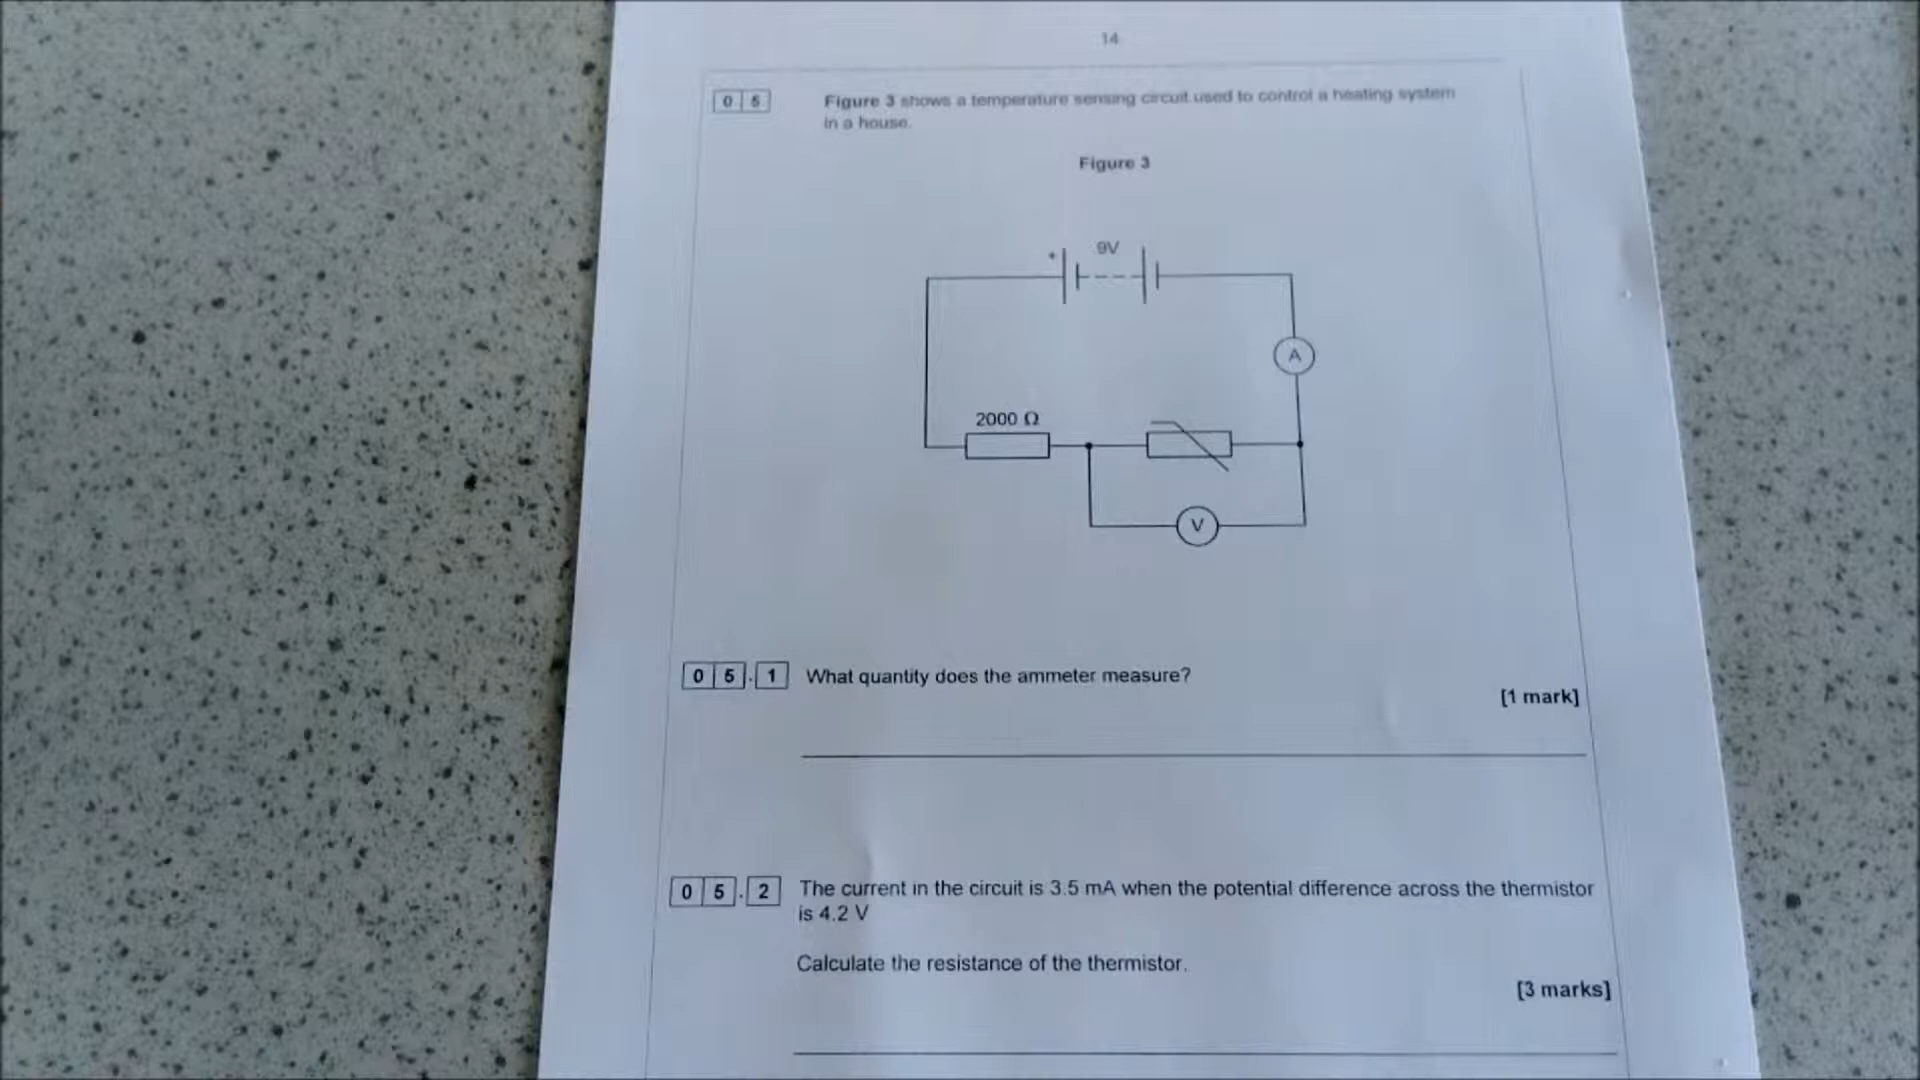 14
0 5 Figure 3 shows a temperature sensing circuit used to control a heating system
in a house.
Figure 3
+ 9V
A
2000 Ω
V
0 5 . 1 What quantity does the ammeter measure?
[1 mark]
0 5 . 2 The current in the circuit is 3.5 mA when the potential difference across the thermistor
is 4.2 V
Calculate the resistance of the thermistor.
[3 marks]